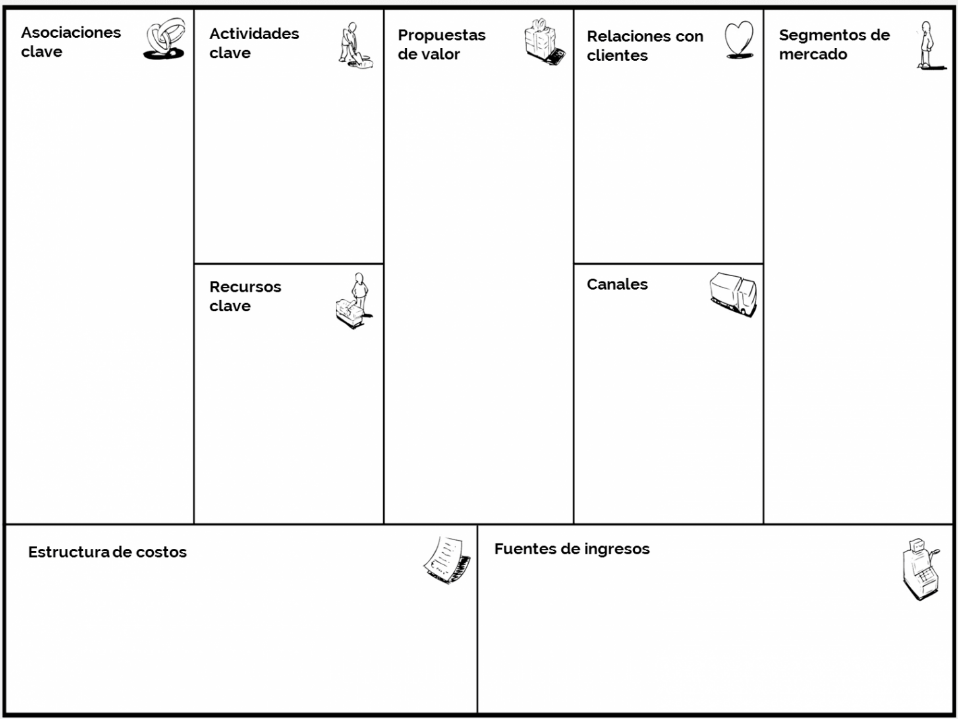 Asociaciones
clave
Actividades
clave
Propuestas
de valor
Relaciones con
clientes
Segmentos de
mercado
Recursos
clave
Canales
Estructura de costos
Fuentes de ingresos